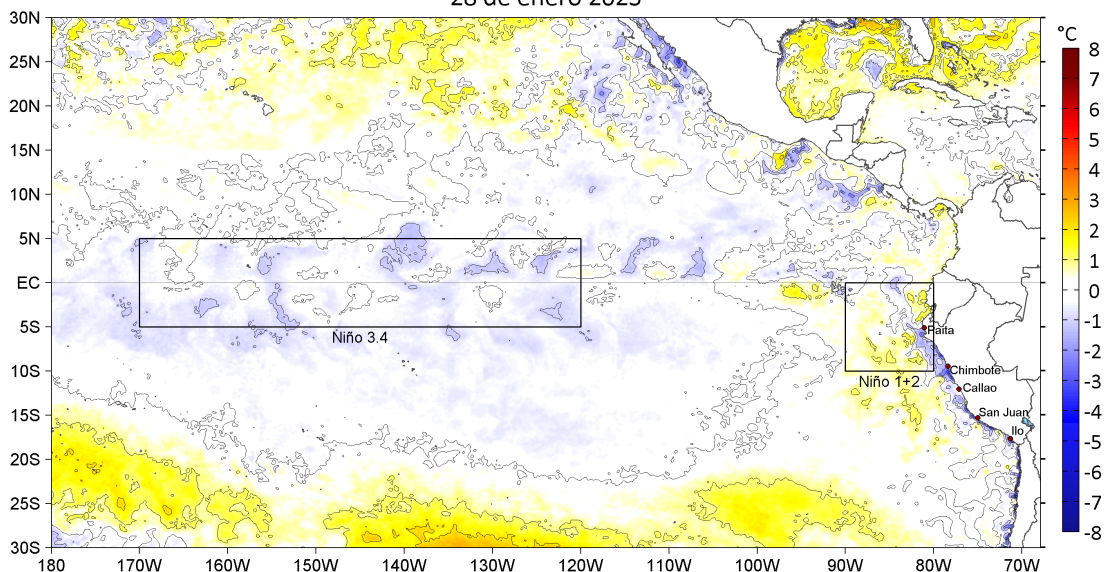 28 de enero 2025
30N
25N
20N
15N
10N
5N
EC
5S
10S
15S
20S
25S
30S
180
170W
160W
150W
140W
130W
120W
110W
100W
90W
80W
70W
Niño 3.4
Niño 1+2
Paita
Chimbote
Callao
San Juan
Ilo
°C
8
7
6
5
4
3
2
1
0
-1
-2
-3
-4
-5
-6
-7
-8